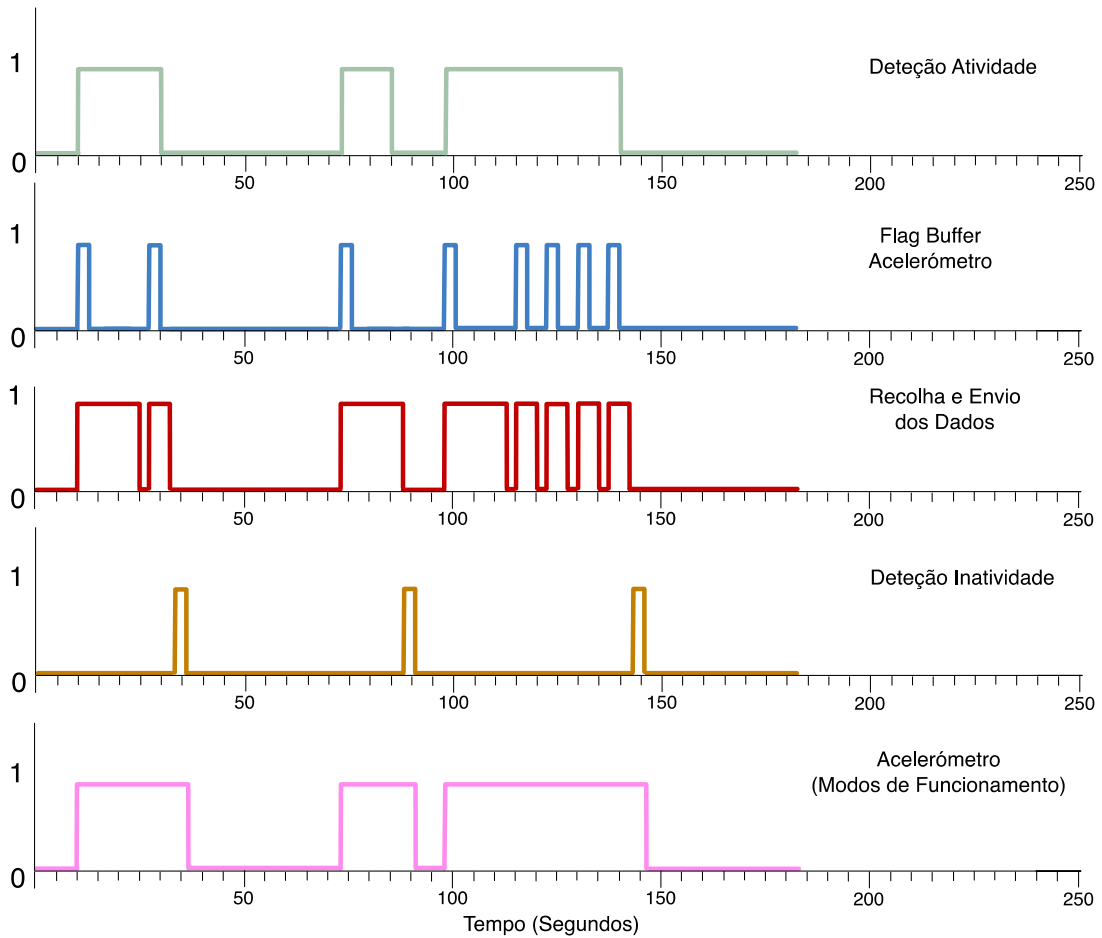 1
Deteção Atividade
0
50 100 150 200 250
1
Flag Buffer
Acelerómetro
0
50 100 150 200 250
1
Recolha e Envio
dos Dados
0
50 100 150 200 250
1
Deteção Inatividade
0
50 100 150 200 250
Acelerómetro
1
(Modos de Funcionamento)
0
50 100 150 200 250
Tempo (Segundos)